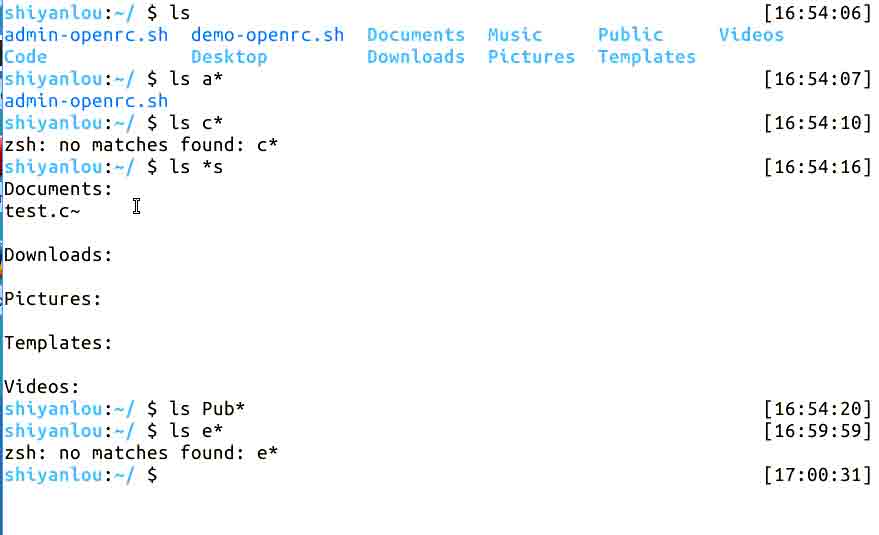 shiyanlou:~/ $ ls [16:54:06]
admin-openrc.sh demo-openrc.sh Documents Music Public Videos
Code Desktop Downloads Pictures Templates
shiyanlou:~/ $ ls a* [16:54:07]
admin-openrc.sh
shiyanlou:~/ $ ls c* [16:54:10]
zsh: no matches found: c*
shiyanlou:~/ $ ls *s [16:54:16]
Documents:
test.c~
Downloads:
Pictures:
Templates:
Videos:
shiyanlou:~/ $ ls Pub* [16:54:20]
shiyanlou:~/ $ ls e* [16:59:59]
zsh: no matches found: e*
shiyanlou:~/ $ [17:00:31]